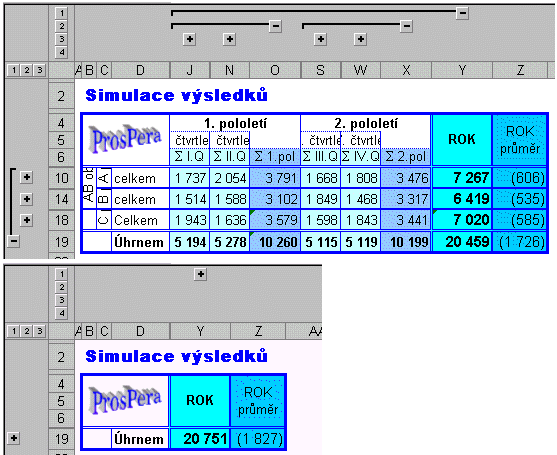 1
2
3
4
1 2 3 A B C D J N O S W X Y Z
2 Simulace výsledků
4 ProsPera 1. pololetí 2. pololetí ROK ROK průměr
5 čtvrtle čtvrtle . čtvrtle . čtvrtle
6 Σ I.Q Σ II.Q Σ 1.pol Σ III.Q Σ IV.Q Σ 2.pol
10 A celkem 1 737 2 054 3 791 1 668 1 808 3 476 7 267 (606)
14 B celkem 1 514 1 588 3 102 1 849 1 468 3 317 6 419 (535)
18 C Celkem 1 943 1 636 3 579 1 598 1 843 3 441 7 020 (585)
19 Úhrnem 5 194 5 278 10 260 5 115 5 119 10 199 20 459 (1 726)
1
2
3
4
1 2 3 A B C D Y Z AA
2 Simulace výsledků
4 ProsPera ROK ROK
5 průměr
6
19 Úhrnem 20 751 (1 827)